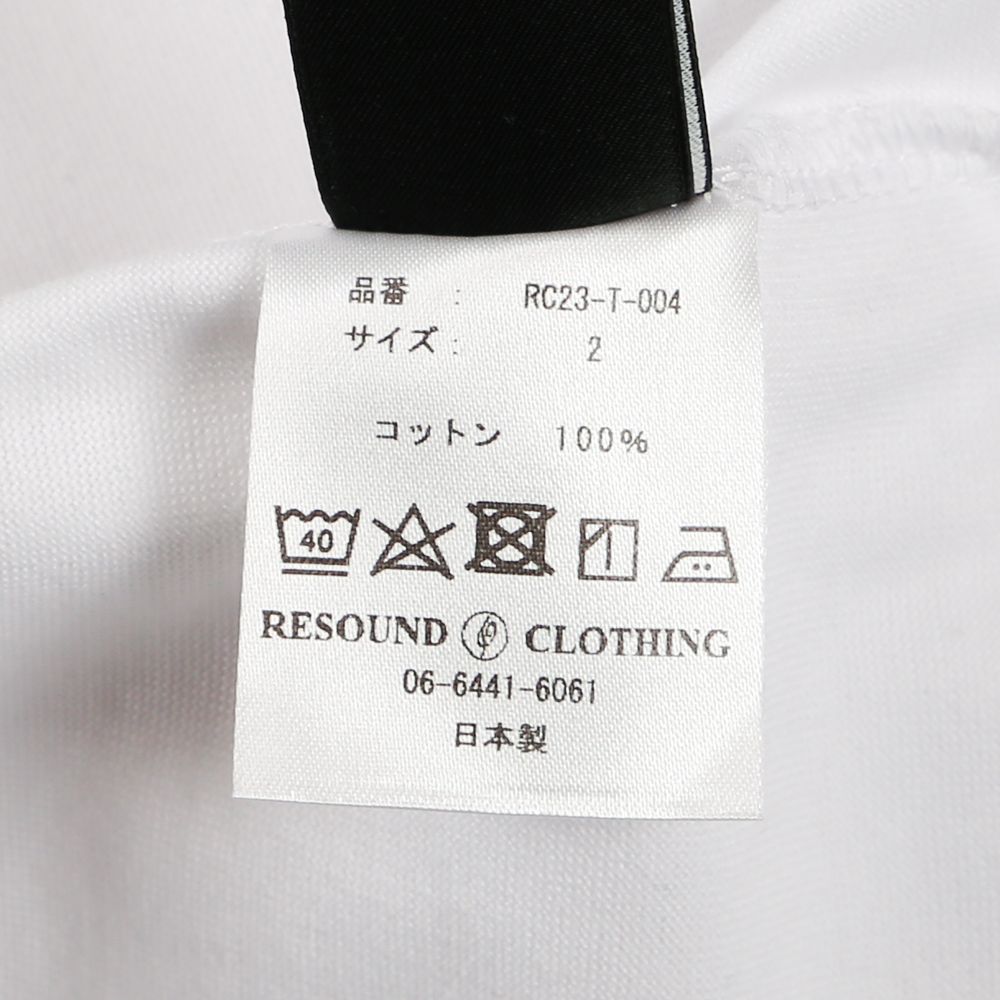 品番 : RC23-T-004
サイズ : 2
コットン 100%
40
RESOUND CLOTHING
06-6441-6061
日本製